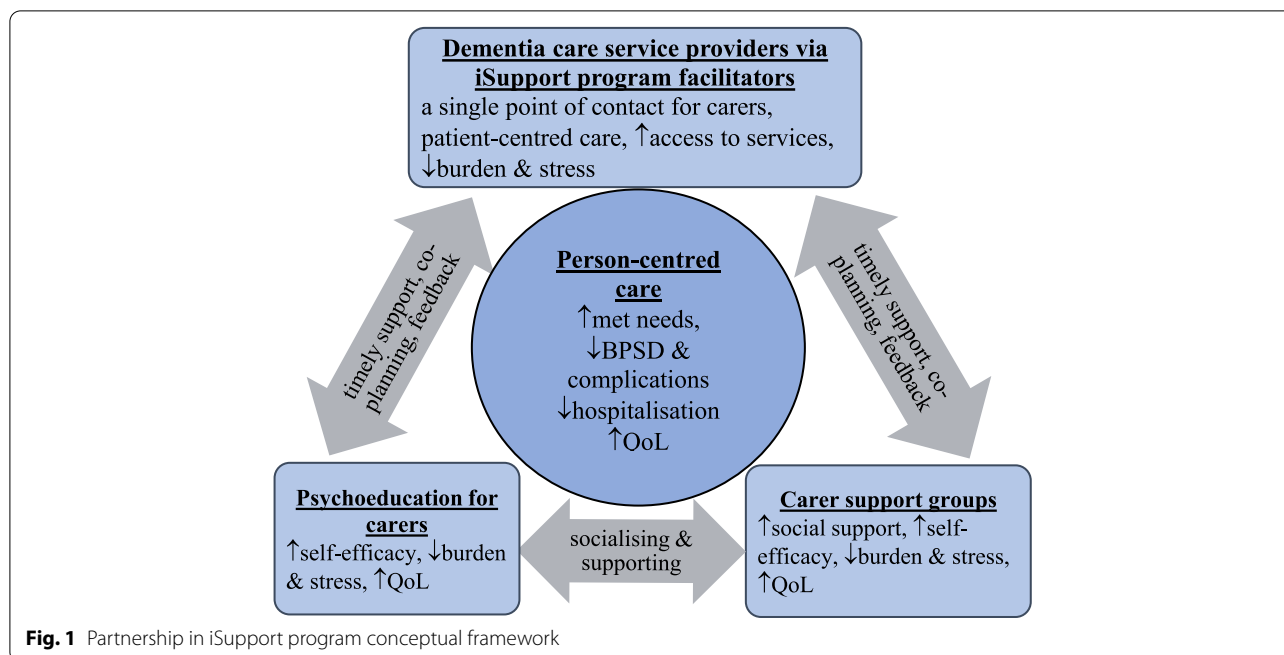 Dementia care service providers via
iSupport program facilitators
a single point of contact for carers,
patient-centred care, ↑access to services,
↓burden & stress
timely support, co-
planning, feedback
timely support, co-
planning, feedback
Person-centred
care
↑met needs,
↓BPSD &
complications
↓hospitalisation
↑QoL
Psychoeducation for
carers
↑self-efficacy, ↓burden
& stress, ↑QoL
socialising &
supporting
Carer support groups
↑social support, ↑self-
efficacy, ↓burden & stress,
↑QoL
Fig. 1 Partnership in iSupport program conceptual framework